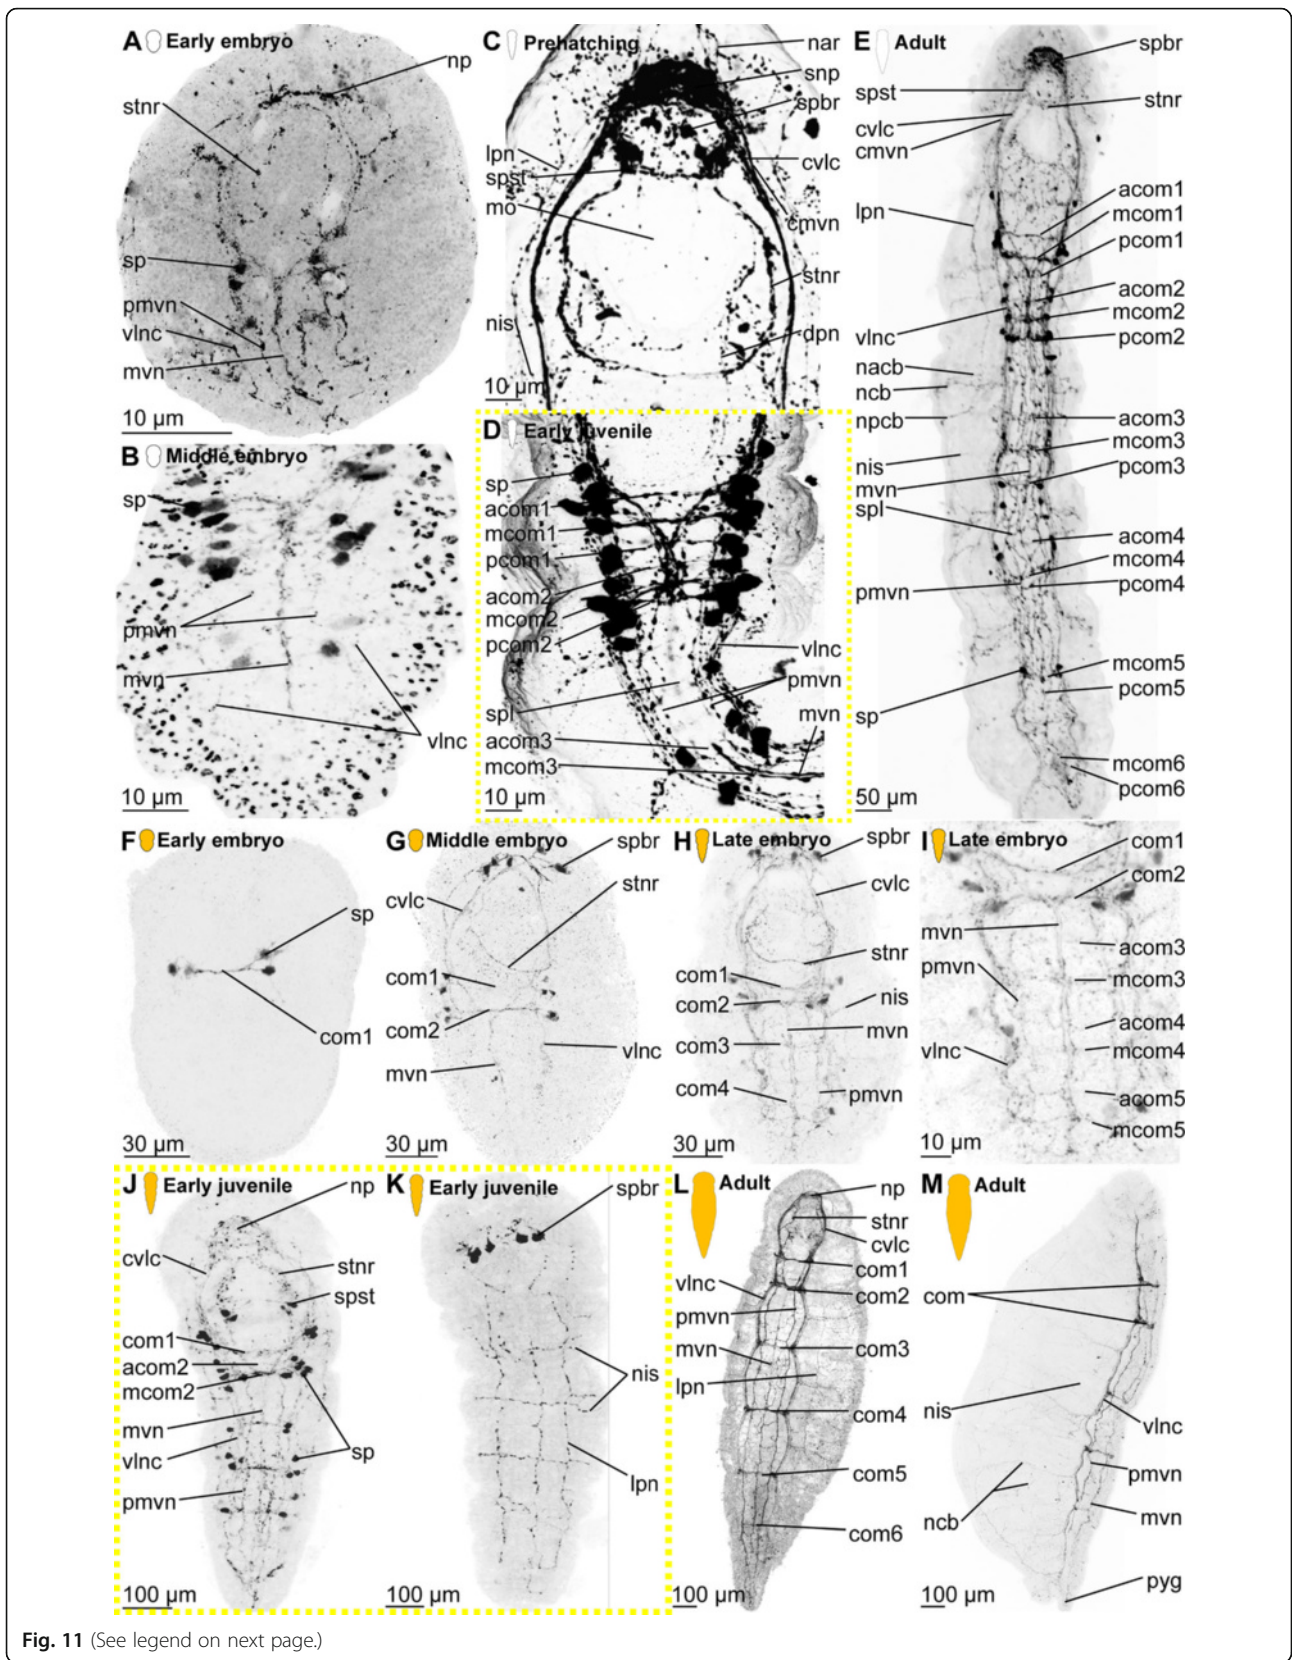 A Early embryo
np
stnr
sp
pmvn
vlnc
mvn
10 µm
B Middle embryo
sp
pmvn
mvn
vlnc
10 µm
C Prehatching
nar
snp
spbr
lpn
spst
mo
cvlc
cmvn
stnr
nis
dpn
10 µm
D Early juvenile
sp
acom1
mcom1
pcom1
acom2
mcom2
pcom2
vlnc
pmvn
mvn
spl
acom3
mcom3
10 µm
E Adult
spbr
spst
stnr
cvlc
cmvn
acom1
lpn
mcom1
pcom1
acom2
mcom2
vlnc
pcom2
nacb
ncb
npcb
acom3
mcom3
nis
pcom3
mvn
spl
acom4
mcom4
pmvn
pcom4
mcom5
pcom5
sp
mcom6
pcom6
50 µm
F Early embryo
sp
com1
30 µm
G Middle embryo
spbr
stnr
cvlc
com1
com2
vlnc
mvn
30 µm
H Late embryo
spbr
cvlc
stnr
com1
nis
com2
mvn
com3
com4
pmvn
30 µm
I Late embryo
com1
com2
mvn
acom3
pmvn
mcom3
acom4
vlnc
mcom4
acom5
mcom5
10 µm
J Early juvenile
np
cvlc
stnr
spst
com1
acom2
mcom2
mvn
vlnc
sp
pmvn
100 µm
K Early juvenile
spbr
nis
lpn
100 µm
L Adult
np
stnr
cvlc
com1
vlnc
com2
pmvn
mvn
com3
lpn
com4
com5
com6
100 µm
M Adult
com
nis
vlnc
pmvn
ncb
mvn
pyg
100 µm
Fig. 11 (See legend on next page.)